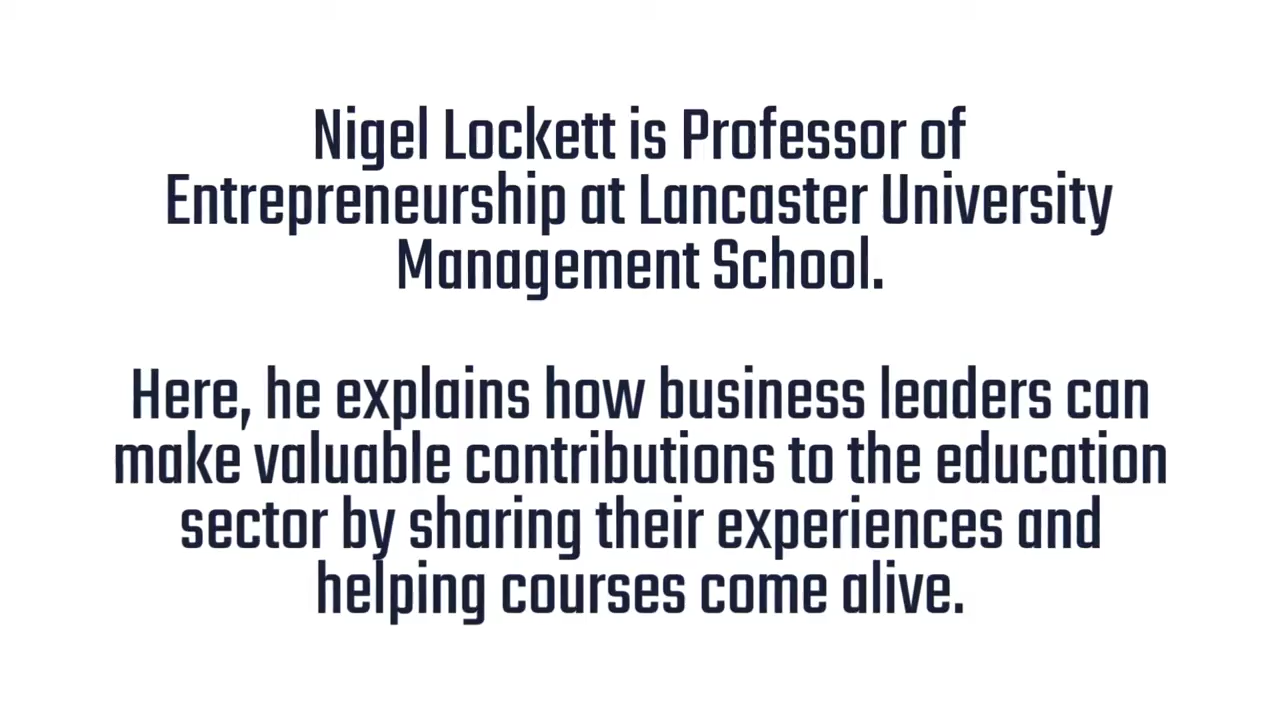 Nigel Lockett is Professor of
Entrepreneurship at Lancaster University
Management School.
Here, he explains how business leaders can
make valuable contributions to the education
sector by sharing their experiences and
helping courses come alive.